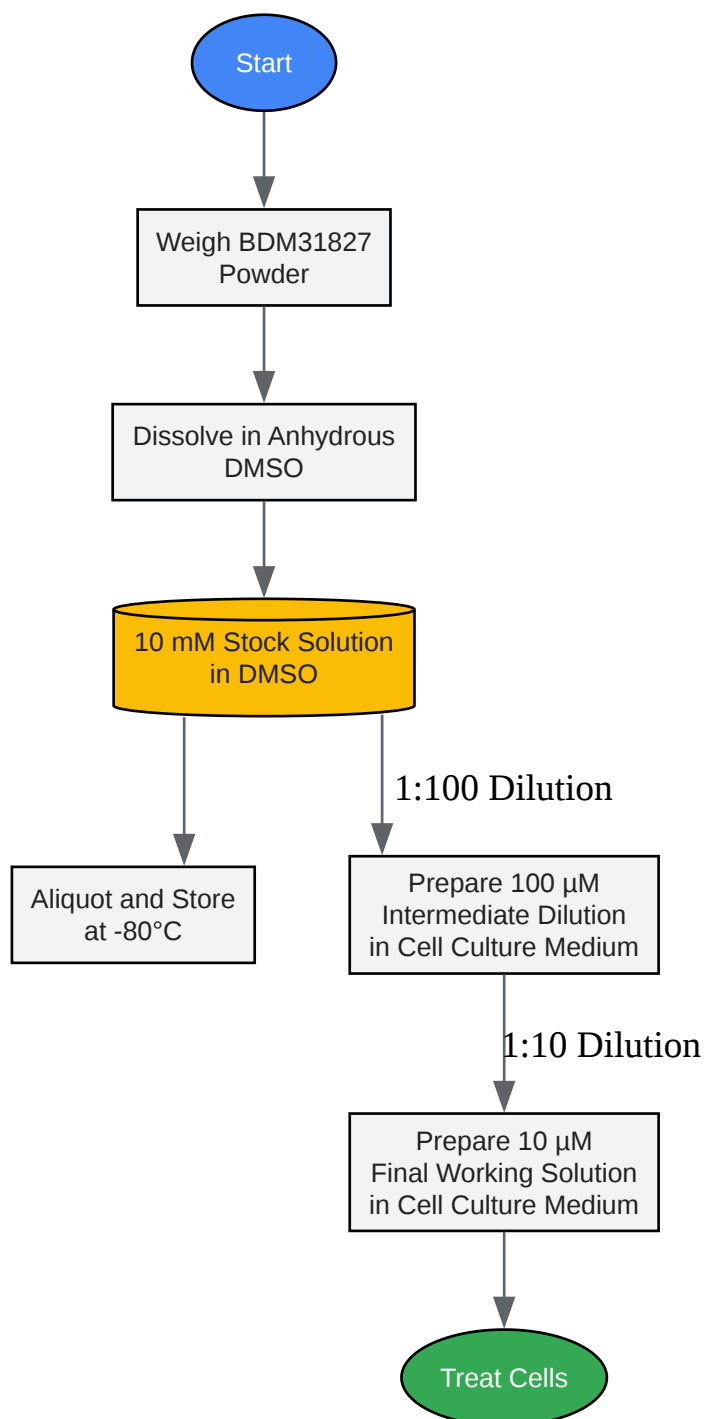 Start
Weigh BDM31827
Powder
Dissolve in Anhydrous
DMSO
10 mM Stock Solution
in DMSO
1:100 Dilution
Aliquot and Store
at -80°C
Prepare 100 µM
Intermediate Dilution
in Cell Culture Medium
1:10 Dilution
Prepare 10 µM
Final Working Solution
in Cell Culture Medium
Treat Cells